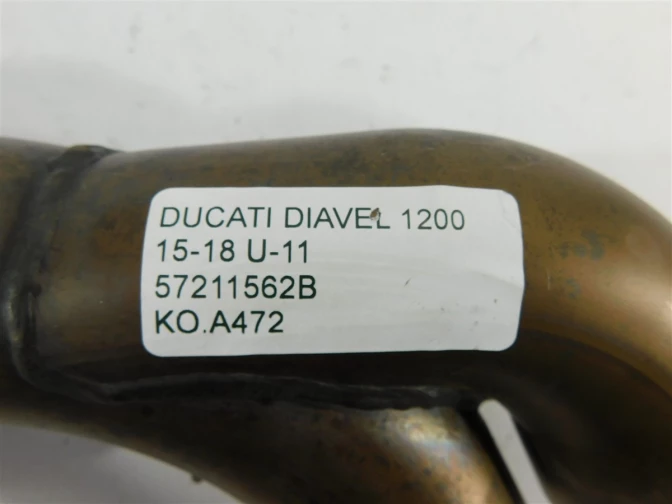 DUCATI DIAVEL 1200
15-18 U-11
57211562B
KO.A472